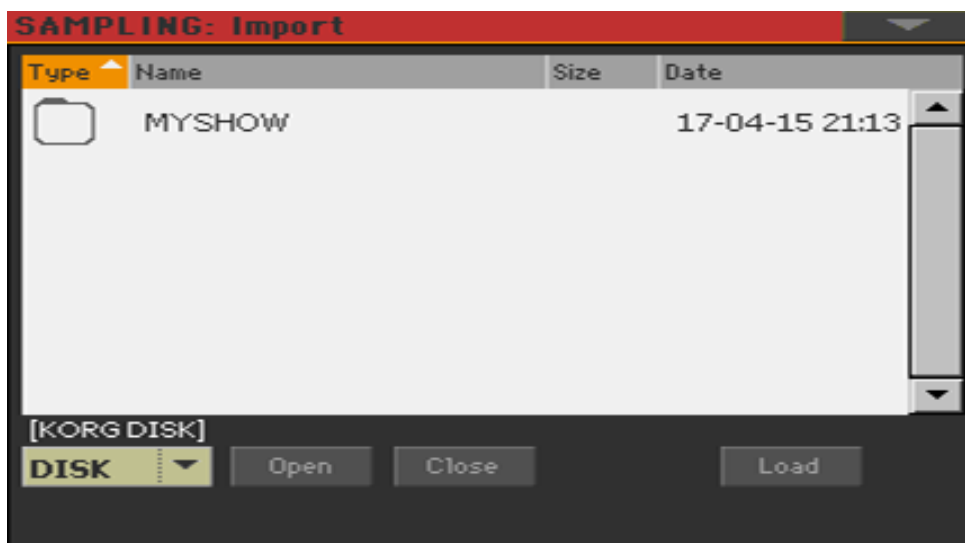 SAMPLING: Import
Type Name Size Date
MYSHOW 17-04-15 21:13
[KORG DISK]
DISK Open Close Load